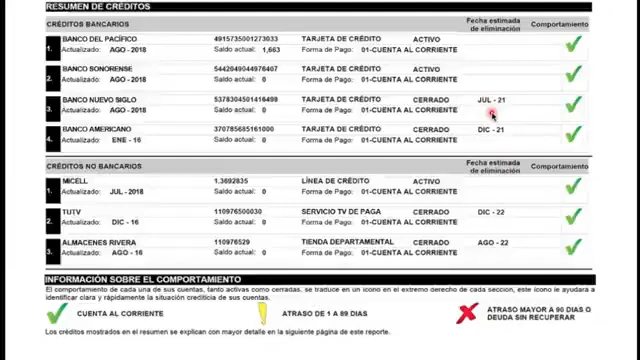 RESUMEN DE CRÉDITOS
CRÉDITOS BANCARIOS Fecha estimada de eliminación Comportamiento
1. BANCO DEL PACÍFICO 4915735001273033 TARJETA DE CRÉDITO ACTIVO
Actualizado: AGO - 2018 Saldo actual: 1,663 Forma de Pago: 01-CUENTA AL CORRIENTE
2. BANCO SONORENSE 5442049044976407 TARJETA DE CRÉDITO ACTIVO
Actualizado: AGO - 2018 Saldo actual: 0 Forma de Pago: 01-CUENTA AL CORRIENTE
3. BANCO NUEVO SIGLO 5378304501416498 TARJETA DE CRÉDITO CERRADO JUL - 21
Actualizado: AGO - 2018 Saldo actual: 0 Forma de Pago: 01-CUENTA AL CORRIENTE
4. BANCO AMERICANO 370785685161000 TARJETA DE CRÉDITO CERRADO DIC - 21
Actualizado: ENE - 16 Saldo actual: 0 Forma de Pago: 01-CUENTA AL CORRIENTE
CRÉDITOS NO BANCARIOS Fecha estimada de eliminación Comportamiento
1. MICELL 1.3692835 LÍNEA DE CRÉDITO ACTIVO
Actualizado: JUL - 2018 Saldo actual: 0 Forma de Pago: 01-CUENTA AL CORRIENTE
2. TUTV 110976500030 SERVICIO TV DE PAGA CERRADO DIC - 22
Actualizado: DIC - 16 Saldo actual: 0 Forma de Pago: 01-CUENTA AL CORRIENTE
3. ALMACENES RIVERA 110976529 TIENDA DEPARTAMENTAL CERRADO AGO - 22
Actualizado: AGO - 16 Saldo actual: 0 Forma de Pago: 01-CUENTA AL CORRIENTE
INFORMACIÓN SOBRE EL COMPORTAMIENTO
El comportamiento de cada una de sus cuentas, tanto activas como cerradas, se traduce en un icono en el extremo derecho de cada sección, este icono le ayudará a
identificar clara y rápidamente la situación crediticia de sus cuentas.
CUENTA AL CORRIENTE ATRASO DE 1 A 89 DIAS ATRASO MAYOR A 90 DIAS O
DEUDA SIN RECUPERAR
Los créditos mostrados en el resumen se explican con mayor detalle en la siguiente página de este reporte.